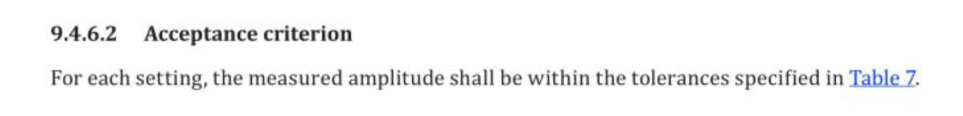 9.4.6.2 Acceptance criterion
For each setting, the measured amplitude shall be within the tolerances specified in Table 7.